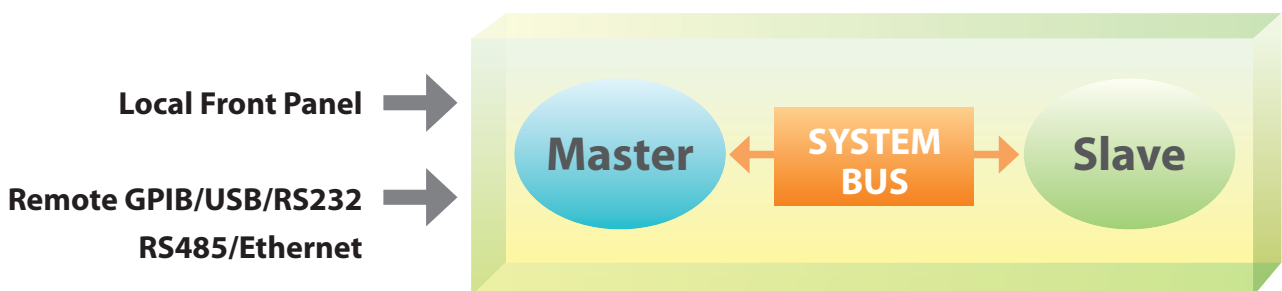 Local Front Panel
Remote GPIB/USB/RS232
RS485/Ethernet
Master
SYSTEM
BUS
Slave